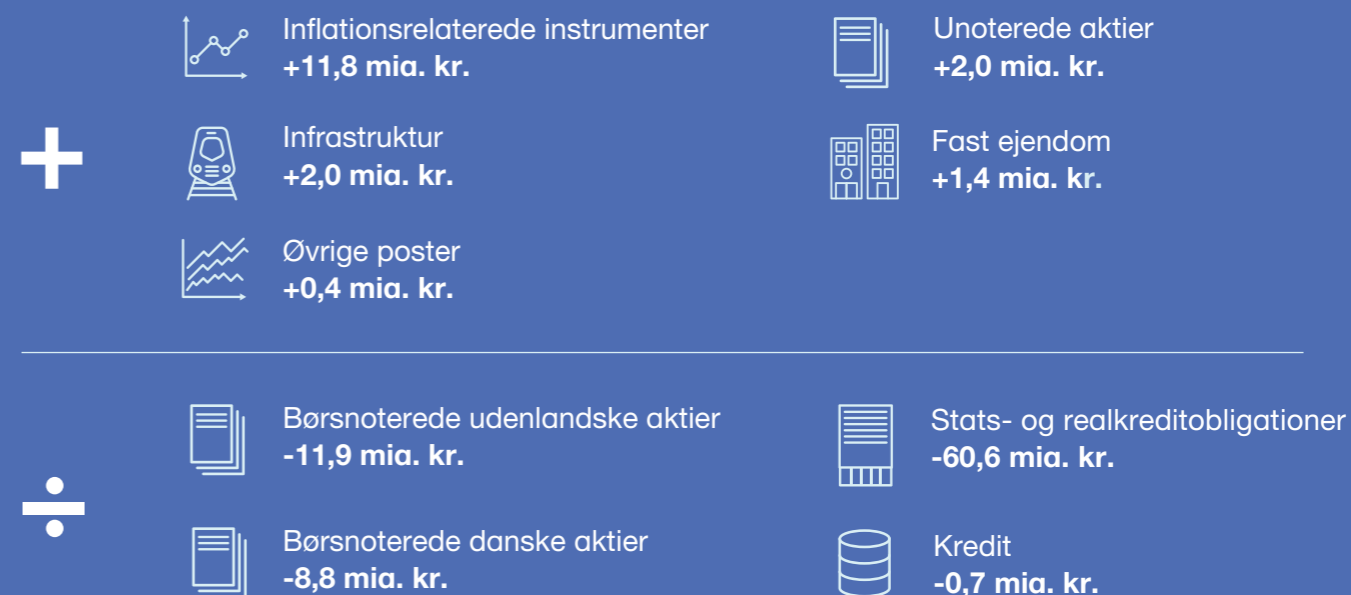 Inflationsrelaterede instrumenter
+11,8 mia. kr.
Unoterede aktier
+2,0 mia. kr.
+
Infrastruktur
+2,0 mia. kr.
Fast ejendom
+1,4 mia. kr.
Øvrige poster
+0,4 mia. kr.
Børsnoterede udenlandske aktier
-11,9 mia. kr.
Stats- og realkreditobligationer
-60,6 mia. kr.
÷
Børsnoterede danske aktier
-8,8 mia. kr.
Kredit
-0,7 mia. kr.